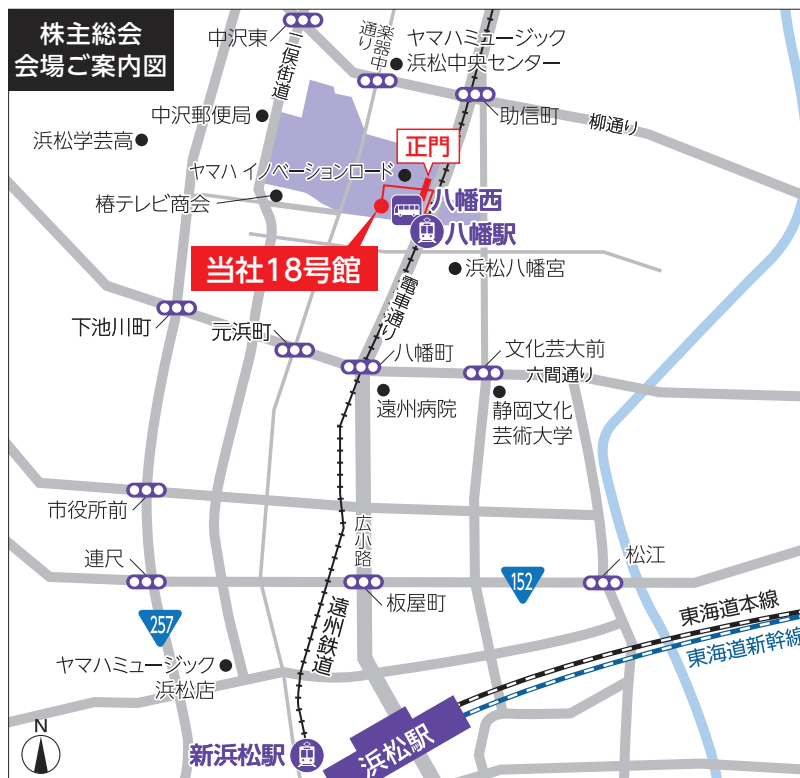 株主総会
会場ご案内図
中沢東
二俣街道
楽器中
通り
ヤマハミュージック
浜松中央センター
助信町
柳通り
中沢郵便局
浜松学芸高
正門
ヤマハ イノベーションロード
椿テレビ商会
八幡西
八幡駅
当社18号館
浜松八幡宮
電車通り
下池川町
元浜町
八幡町
文化芸大前
六間通り
遠州病院
静岡文化
芸術大学
市役所前
広小路
連尺
松江
152
板屋町
257
遠州鉄道
東海道本線
東海道新幹線
ヤマハミュージック
浜松店
N
新浜松駅
浜松駅